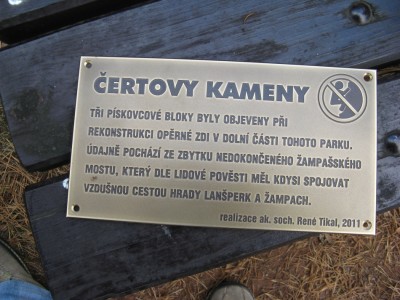 ČERTOVY KAMENY
TŘI PÍSKOVCOVÉ BLOKY BYLY OBJEVENY PŘI
REKONSTRUKCI OPĚRNÉ ZDI V DOLNÍ ČÁSTI TOHOTO PARKU.
ÚDAJNĚ POCHÁZÍ ZE ZBYTKU NEDOKONČENÉHO ŽAMPAŠSKÉHO
MOSTU, KTERÝ DLE LIDOVÉ POVĚSTI MĚL KDYSI SPOJOVAT
VZDUŠNOU CESTOU HRADY LANŠPERK A ŽAMPACH.
realizace ak. soch. René Tikal, 2011